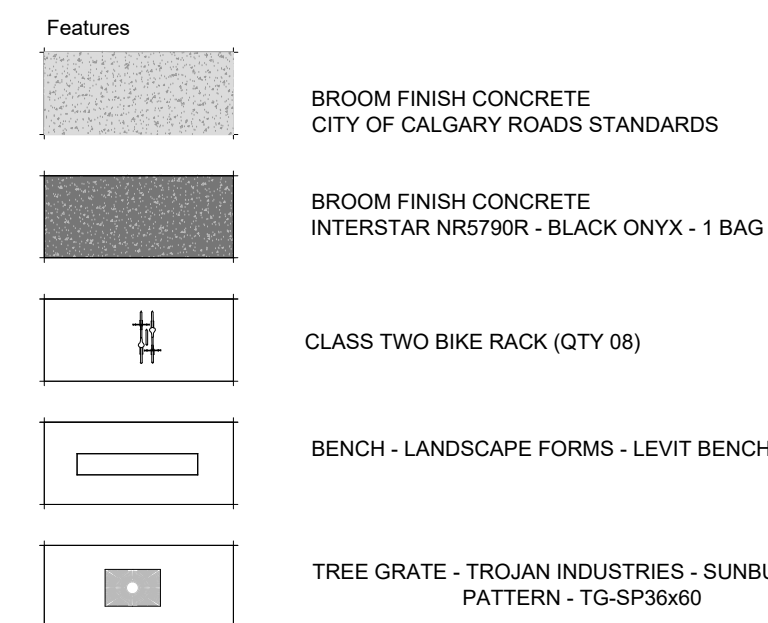 Features
BROOM FINISH CONCRETE
CITY OF CALGARY ROADS STANDARDS
BROOM FINISH CONCRETE
INTERSTAR NR5790R - BLACK ONYX - 1 BAG
CLASS TWO BIKE RACK (QTY 08)
BENCH - LANDSCAPE FORMS - LEVIT BENCH
TREE GRATE - TROJAN INDUSTRIES -
PATTERN - TG-SP36x60